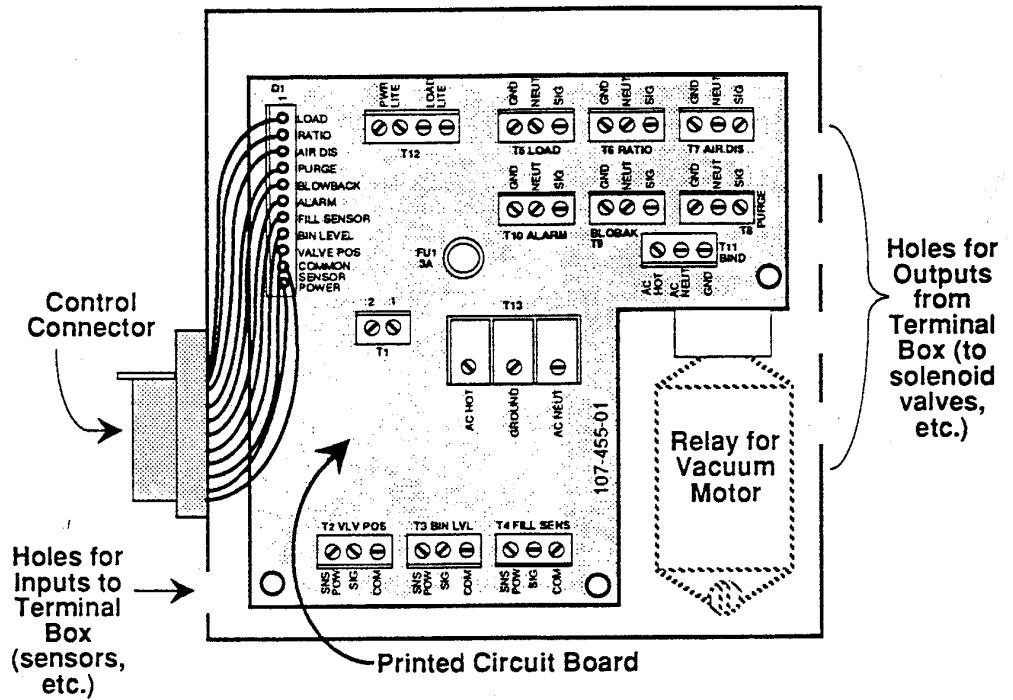 D1
1
LOAD
RATIO
AIR DIS
PURGE
BLOWBACK
ALARM
FILL SENSOR
BIN LEVEL
VALVE POS
COMMON
SENSOR
POWER
PWR
LITE
LOAD
LITE
T12
GND
NEUT
SIG
T5 LOAD
GND
NEUT
SIG
T6 RATIO
GND
NEUT
SIG
T7 AIR DIS
GND
NEUT
SIG
T10 ALARM
GND
NEUT
SIG
BLOBAK
T9
GND
NEUT
SIG
T8
PURGE
T11
BIND
AC
HOT
AC
NEUT
GND
FU1
3A
2 1
T1
T13
AC HOT
GROUND
AC NEUT
107-455-01
T2 VLV POS
SNS
POW
SIG
COM
T3 BIN LVL
SNS
POW
SIG
COM
T4 FILL SENS
SNS
POW
SIG
COM
Control
Connector
Holes for
Inputs to
Terminal
Box
(sensors,
etc.)
Printed Circuit Board
Relay for
Vacuum
Motor
Holes for
Outputs
from
Terminal
Box (to
solenoid
valves,
etc.)